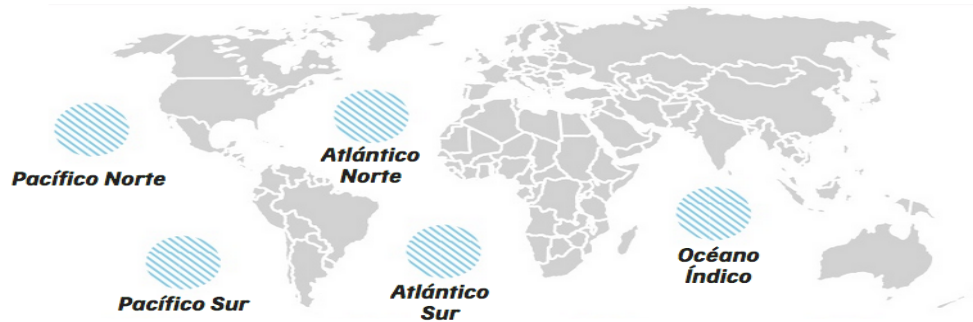 Pacífico Norte
Atlántico
Norte
Pacífico Sur
Atlántico
Sur
Océano
Índico